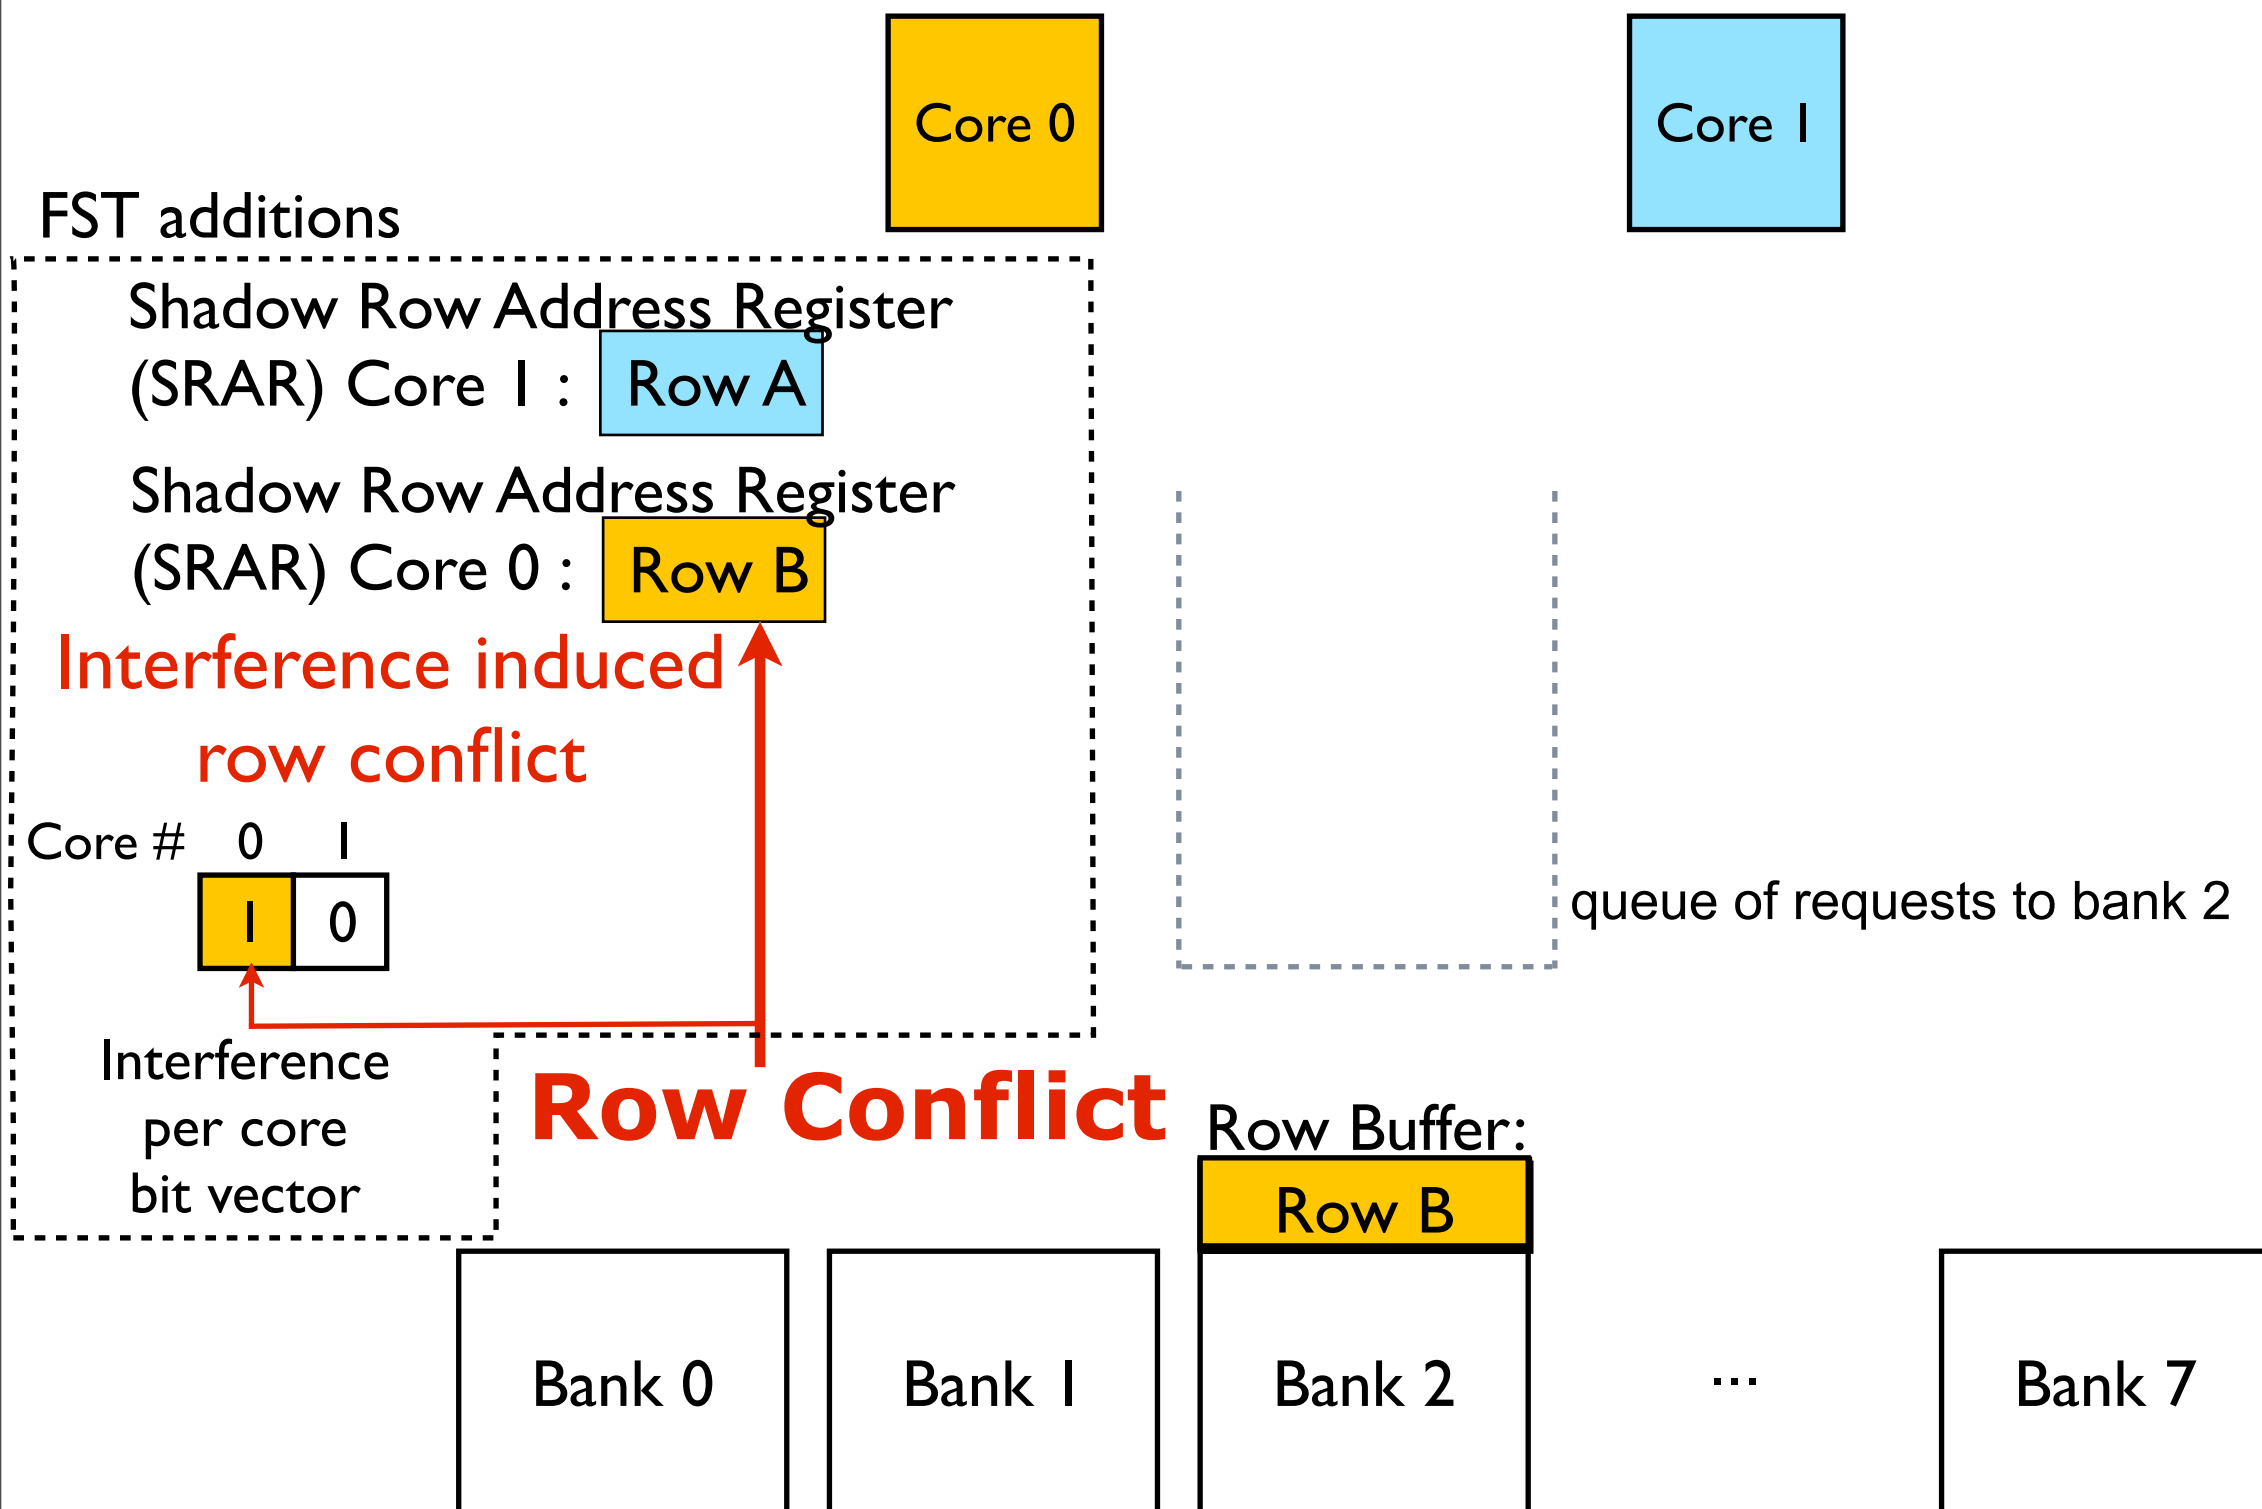 Core 0
Core 1
FST additions
Shadow Row Address Register
(SRAR) Core 1 : Row A
Shadow Row Address Register
(SRAR) Core 0 : Row B
Interference induced
row conflict
Core # 0 1
1 0
queue of requests to bank 2
Interference
per core
bit vector
Row Conflict
Row Buffer:
Row B
Bank 0
Bank 1
Bank 2
...
Bank 7